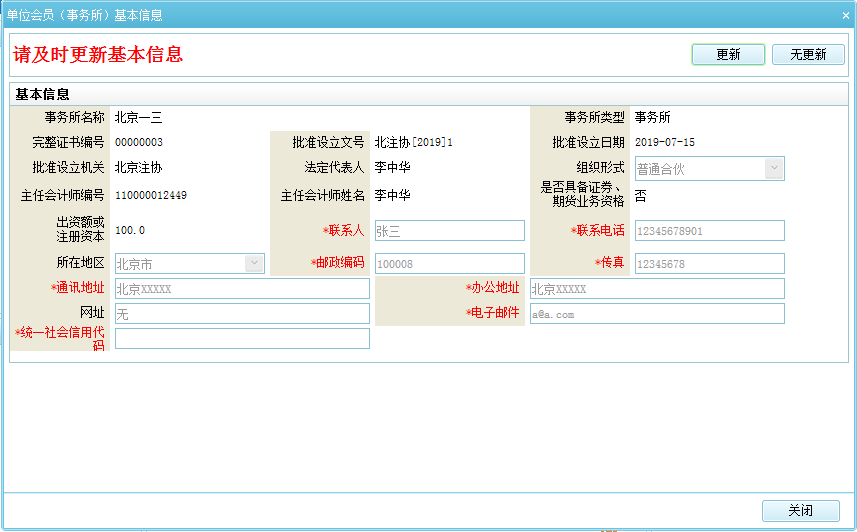 单位会员（事务所）基本信息 ×
请及时更新基本信息 更新 无更新
基本信息
事务所名称 北京一三 事务所类型 事务所
完整证书编号 00000003 批准设立文号 北注协[2019]1 批准设立日期 2019-07-15
批准设立机关 北京注协 法定代表人 李中华 组织形式 普通合伙
主任会计师编号 110000012449 主任会计师姓名 李中华 是否具备证券、
期货业务资格 否
出资额或
注册资本 100.0 *联系人 张三 *联系电话 12345678901
所在地区 北京市 *邮政编码 100008 *传真 12345678
*通讯地址 北京XXXXX *办公地址 北京XXXXX
网址 无 *电子邮件 a@a.com
*统一社会信用代
码
关闭